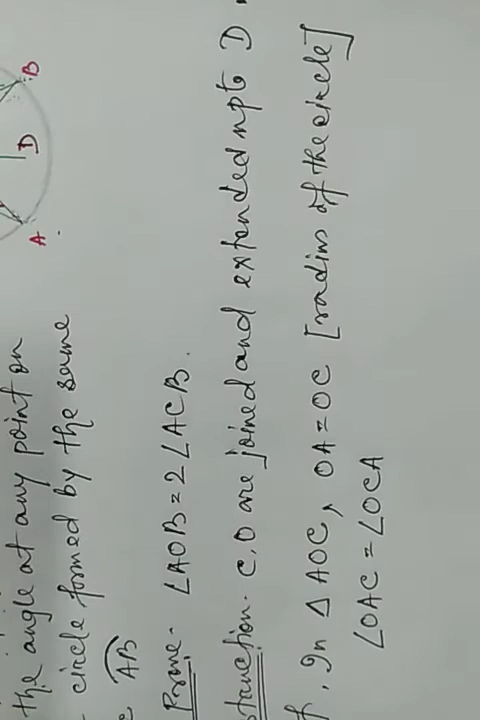 B
D
A
the angle at any point on
circle formed by the same
AB
Prove. ∠AOB = 2 ∠ACB.
struction. C, O are joined and extended upto D.
f. In Δ AOC, OA = OC [radius of the circle]
∠OAC = ∠OCA